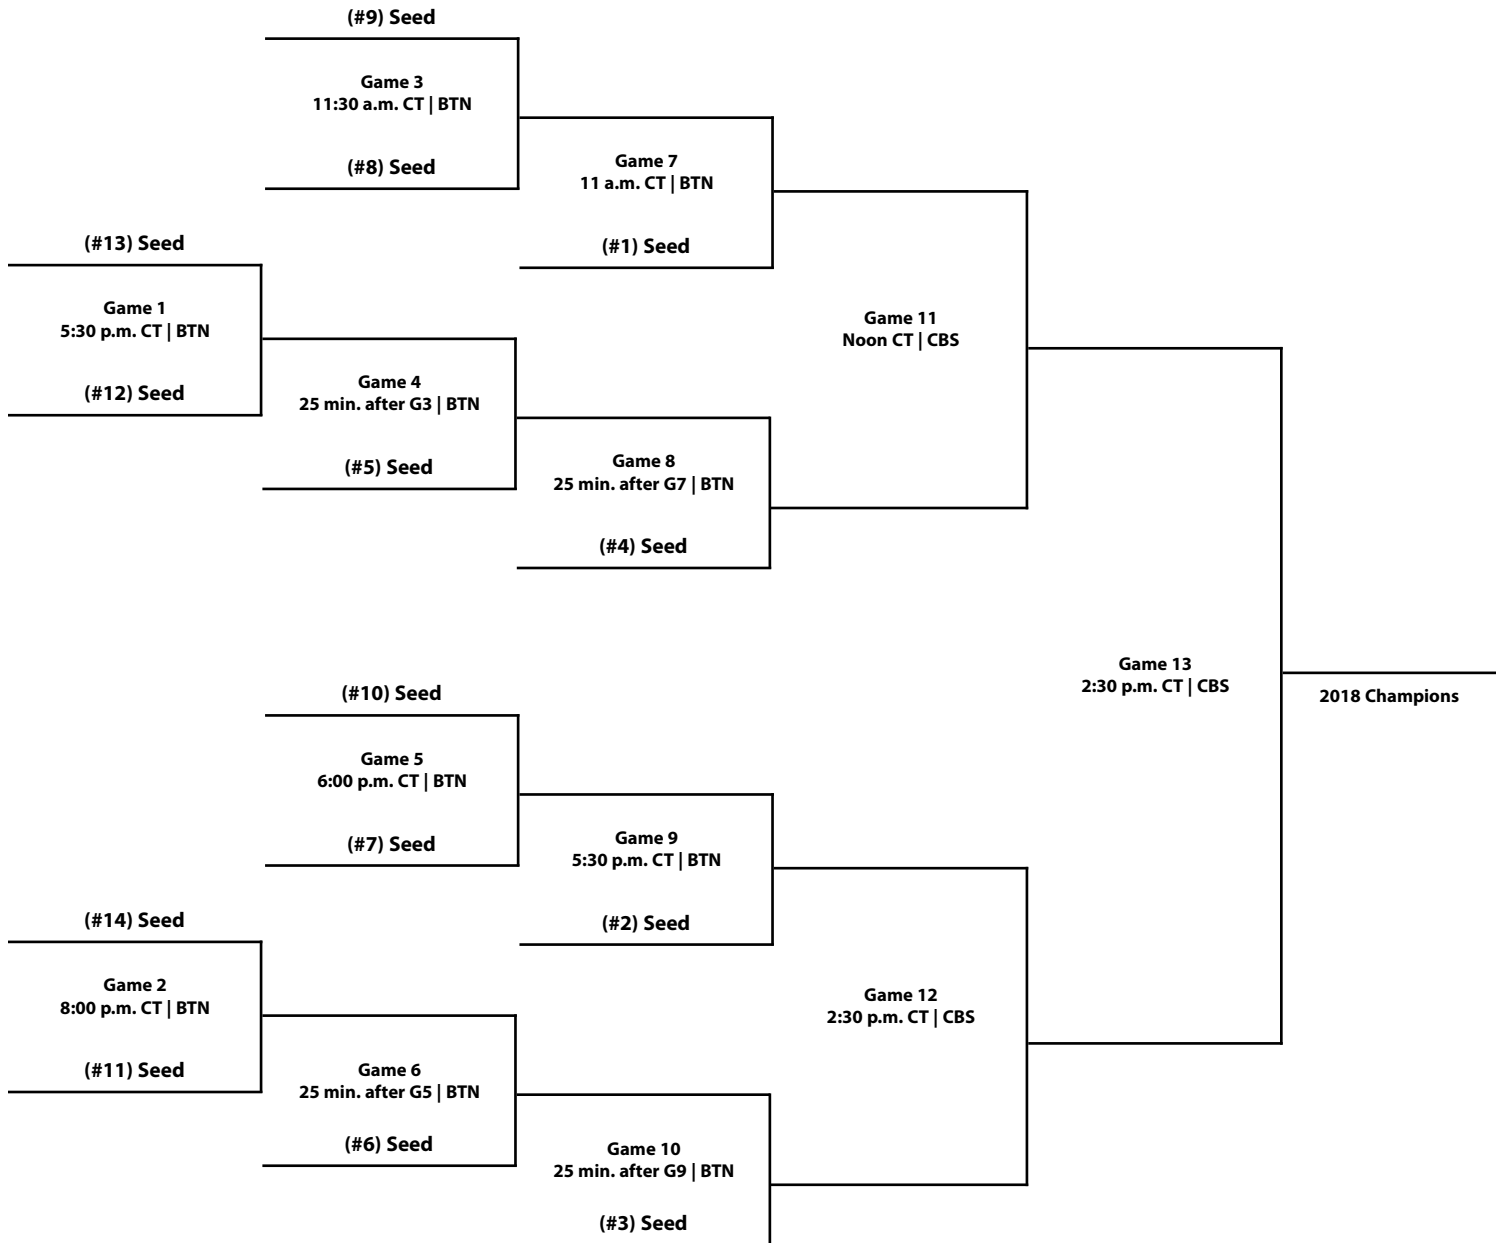 (#9) Seed
Game 3
11:30 a.m. CT | BTN
(#8) Seed
Game 7
11 a.m. CT | BTN
(#1) Seed
(#13) Seed
Game 1
5:30 p.m. CT | BTN
(#12) Seed
Game 4
25 min. after G3 | BTN
(#5) Seed
Game 8
25 min. after G7 | BTN
(#4) Seed
Game 11
Noon CT | CBS
(#10) Seed
Game 5
6:00 p.m. CT | BTN
(#7) Seed
Game 9
5:30 p.m. CT | BTN
(#2) Seed
(#14) Seed
Game 2
8:00 p.m. CT | BTN
(#11) Seed
Game 6
25 min. after G5 | BTN
(#6) Seed
Game 10
25 min. after G9 | BTN
(#3) Seed
Game 12
2:30 p.m. CT | CBS
Game 13
2:30 p.m. CT | CBS
2018 Champions